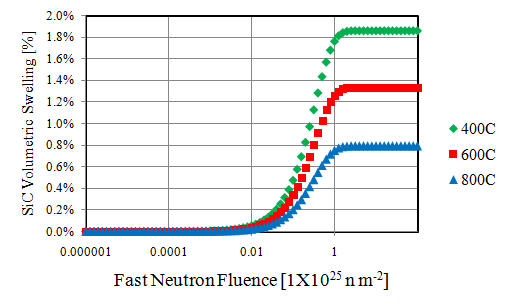 2.0%
1.8%
1.6%
1.4%
1.2%
1.0%
0.8%
0.6%
0.4%
0.2%
0.0%
SiC Volumetric Swelling [%]
0.000001 0.0001 0.01 1
Fast Neutron Fluence [1X10²⁵ n m⁻²]
400C
600C
800C